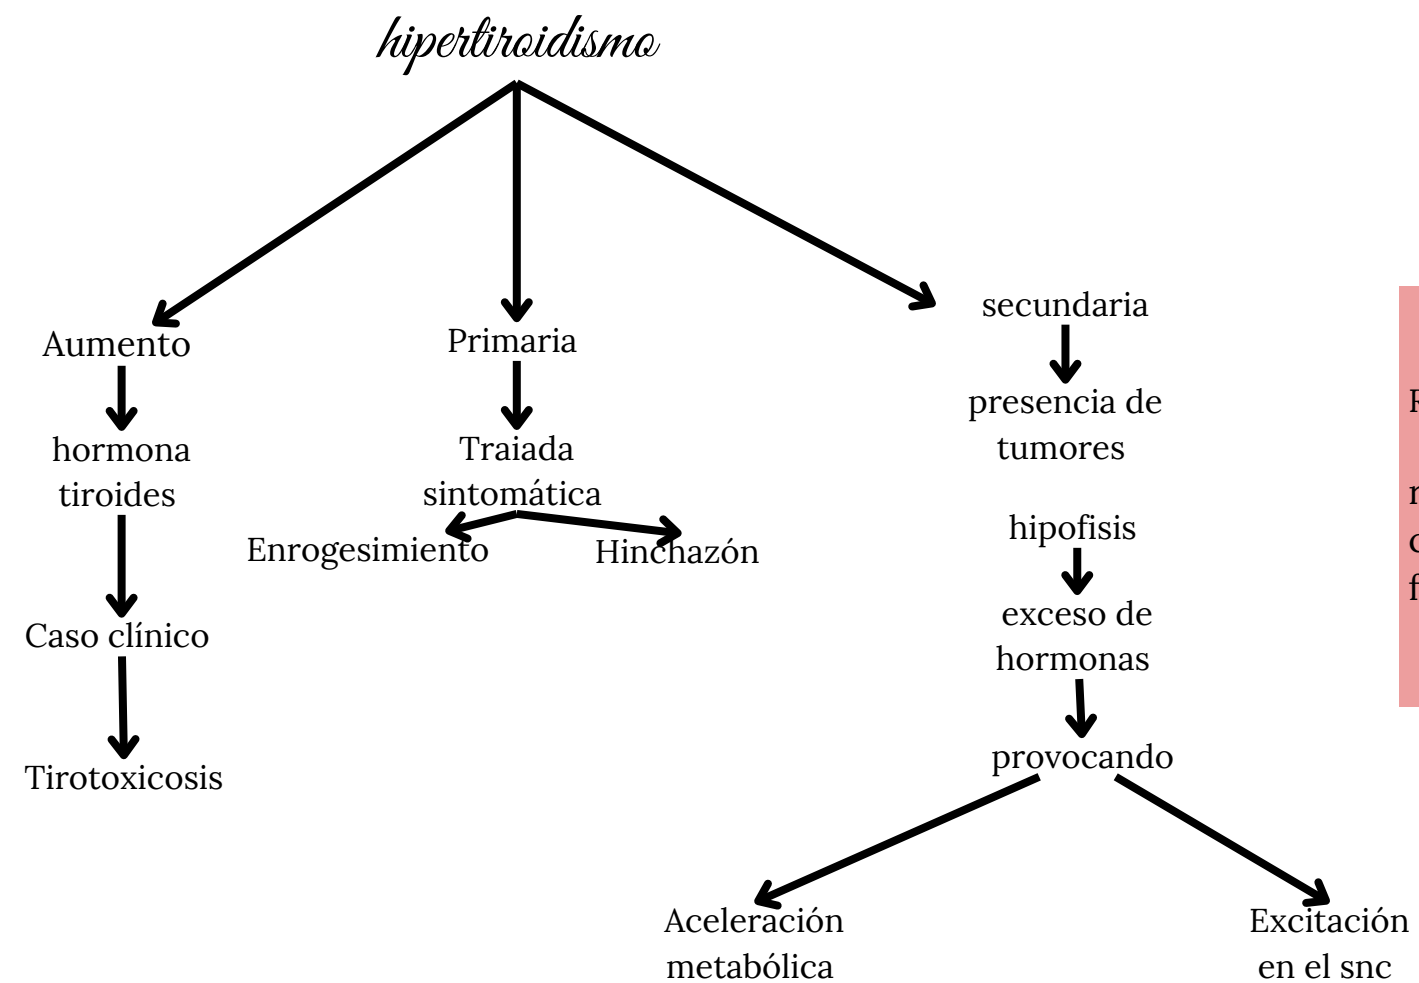 hipertiroidismo
Aumento
hormona
tiroides
Caso clínico
Tirotoxicosis
Primaria
Traiada
sintomática
Enrogesimiento
Hinchazón
secundaria
presencia de
tumores
hipofisis
exceso de
hormonas
provocando
Aceleración
metabólica
Excitación
en el snc